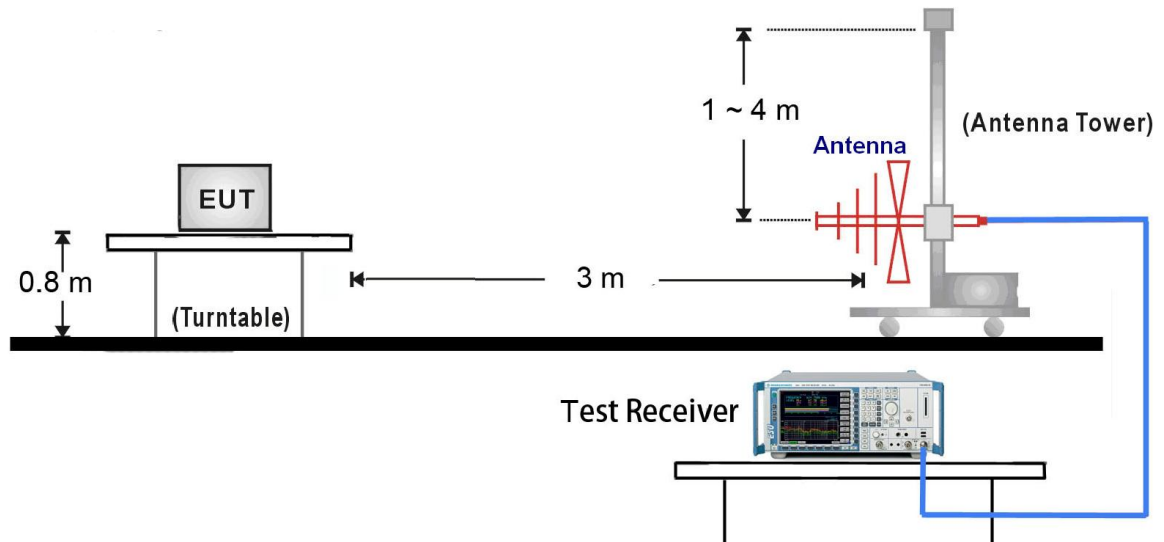 1 ~ 4 m
(Antenna Tower)
Antenna
EUT
0.8 m
3 m
(Turntable)
Test Receiver